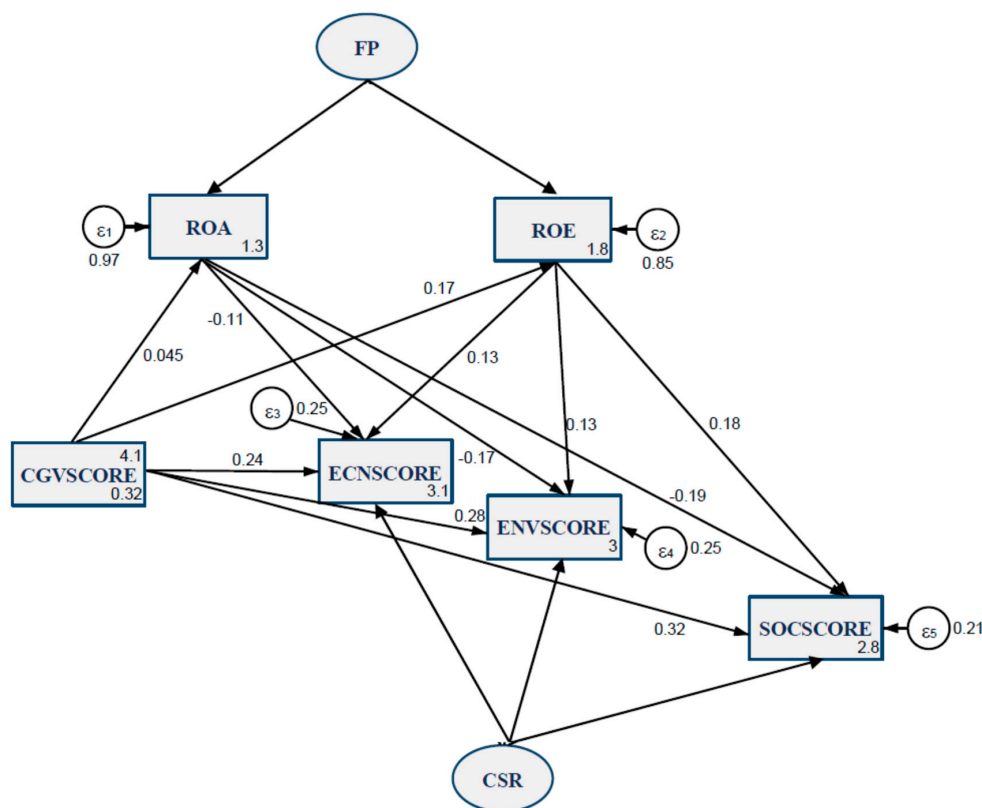 FP
ROA
1.3
ε1
0.97
ROE
1.8
ε2
0.85
0.17
-0.11
0.045
0.13
ε3
0.25
0.13
0.18
4.1
CGVSCORE
0.32
0.24
ECNSCORE
3.1
-0.17
-0.19
0.28
ENVSCORE
3
ε4
0.25
0.32
SOCSCORE
2.8
ε5
0.21
CSR